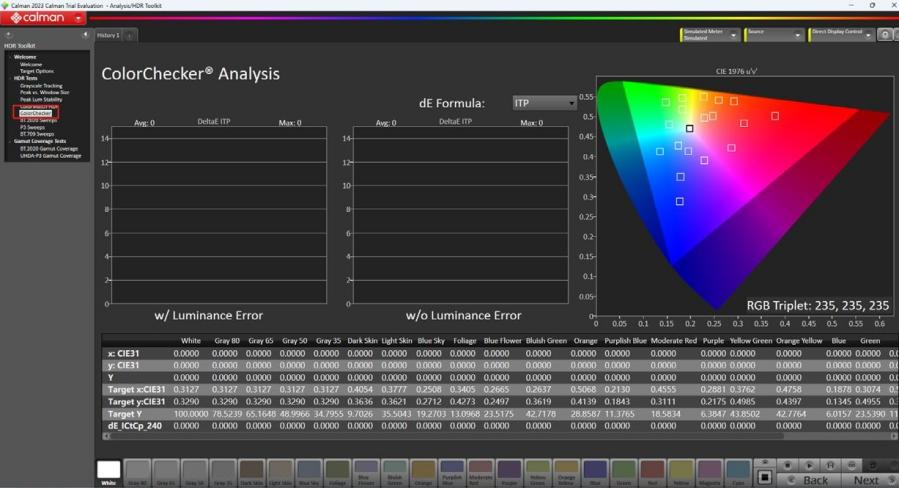 Calman 2023 Calman Trial Evaluation - Analysis/HDR Toolkit
calman
HDR Toolkit
Welcome
Welcome
Target Options
HDR Tests
Grayscale Tracking
Peak vs. Window Size
Peak Lum Stability
ColorMatch HDR
ColorChecker
BT.2020 Sweeps
P3 Sweeps
BT.709 Sweeps
Gamut Coverage Tests
BT.2020 Gamut Coverage
UHDA-P3 Gamut Coverage
History 1
Simulated Meter
Simulated
Source
Direct Display Control
ColorChecker® Analysis
dE Formula: ITP
Avg: 0 DeltaE ITP Max: 0
14
12
10
8
6
4
2
0
w/ Luminance Error
Avg: 0 DeltaE ITP Max: 0
14
12
10
8
6
4
2
0
w/o Luminance Error
CIE 1976 u'v'
0.55
0.5
0.45
0.4
0.35
0.3
0.25
0.2
0.15
0.1
0.05
0
0 0.05 0.1 0.15 0.2 0.25 0.3 0.35 0.4 0.45 0.5 0.55 0.6
RGB Triplet: 235, 235, 235
White Gray 80 Gray 65 Gray 50 Gray 35 Dark Skin Light Skin Blue Sky Foliage Blue Flower Bluish Green Orange Purplish Blue Moderate Red Purple Yellow Green Orange Yellow Blue Green
x: CIE31 0.0000 0.0000 0.0000 0.0000 0.0000 0.0000 0.0000 0.0000 0.0000 0.0000 0.0000 0.0000 0.0000 0.0000 0.0000 0.0000 0.0000 0.0000 0.0000 0.0
y: CIE31 0.0000 0.0000 0.0000 0.0000 0.0000 0.0000 0.0000 0.0000 0.0000 0.0000 0.0000 0.0000 0.0000 0.0000 0.0000 0.0000 0.0000 0.0000 0.0000 0.0
Y 0.0000 0.0000 0.0000 0.0000 0.0000 0.0000 0.0000 0.0000 0.0000 0.0000 0.0000 0.0000 0.0000 0.0000 0.0000 0.0000 0.0000 0.0000 0.0000 0.0
Target x:CIE31 0.3127 0.3127 0.3127 0.3127 0.3127 0.4054 0.3777 0.2508 0.3405 0.2665 0.2637 0.5068 0.2130 0.4555 0.2881 0.3762 0.4758 0.1878 0.3074 0.5
Target y:CIE31 0.3290 0.3290 0.3290 0.3290 0.3290 0.3636 0.3621 0.2712 0.4273 0.2497 0.3619 0.4139 0.1843 0.3111 0.2175 0.4985 0.4397 0.1345 0.4955 0.3
Target Y 100.0000 78.5239 65.1648 48.9966 34.7955 9.7026 35.5043 19.2703 13.0968 23.5175 42.7178 28.8587 11.3765 18.5834 6.3847 43.8502 42.7764 6.0157 23.5390 11
dE_ICtCp_240 0.0000 0.0000 0.0000 0.0000 0.0000 0.0000 0.0000 0.0000 0.0000 0.0000 0.0000 0.0000 0.0000 0.0000 0.0000 0.0000 0.0000 0.0000 0.0000 0.0
White Gray 80 Gray 65 Gray 50 Gray 35 Dark Skin Light Skin Blue Sky Foliage Blue Flower Bluish Green Orange Purplish Blue Moderate Red Purple Yellow Green Orange Yellow Blue Green Red Yellow Magenta Cyan
Back Next